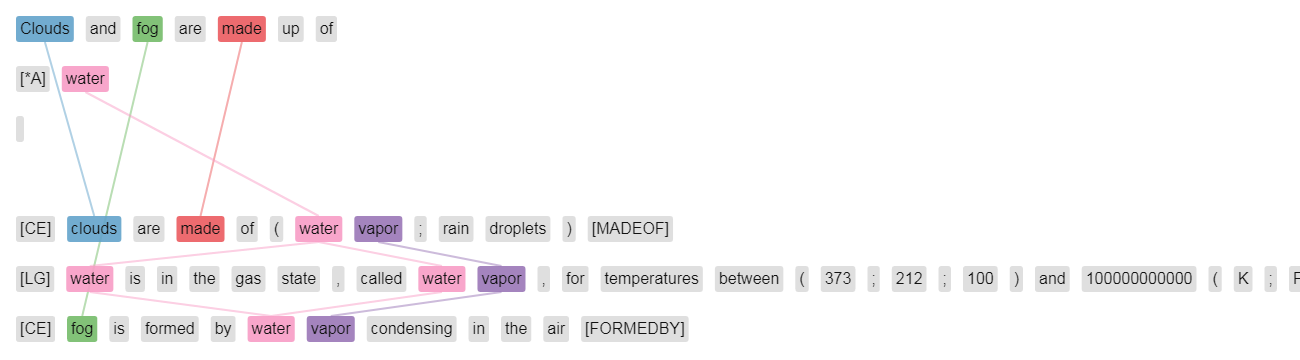 Clouds and fog are made up of
[*A] water
[CE] clouds are made of ( water vapor ; rain droplets ) [MADEOF]
[LG] water is in the gas state , called water vapor , for temperatures between ( 373 ; 212 ; 100 ) and 100000000000 ( K ; F
[CE] fog is formed by water vapor condensing in the air [FORMEDBY]